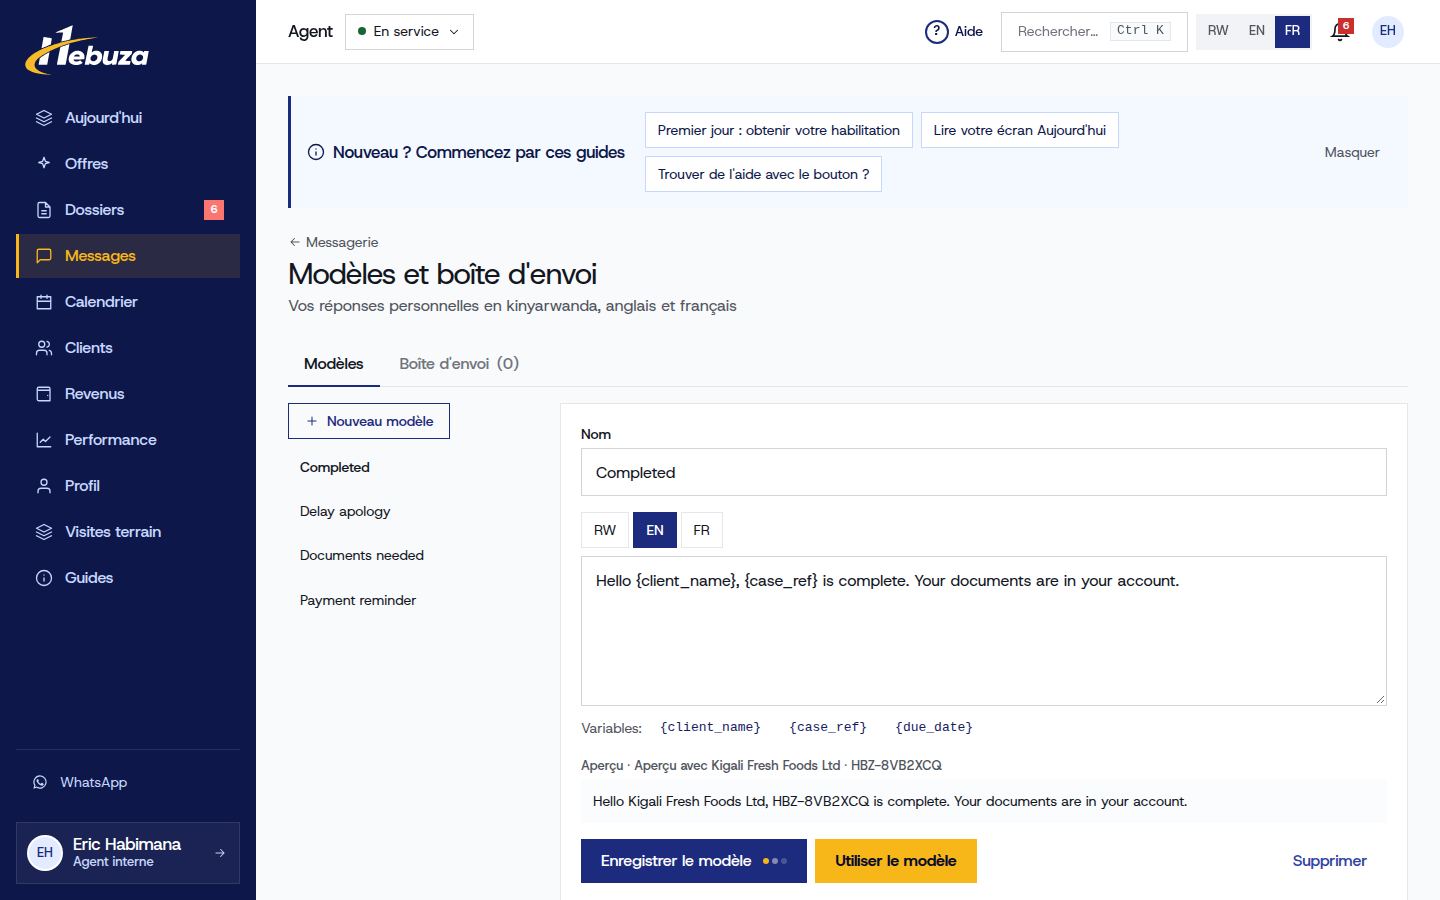 Hebuza
Aujourd'hui
Offres
Dossiers
6
Messages
Calendrier
Clients
Revenus
Performance
Profil
Visites terrain
Guides
WhatsApp
EH
Eric Habimana
Agent interne
Agent
En service
? Aide
Rechercher... Ctrl K
RW EN FR
6
EH
Nouveau ? Commencez par ces guides
Premier jour : obtenir votre habilitation
Lire votre écran Aujourd'hui
Trouver de l'aide avec le bouton ?
Masquer
← Messagerie
Modèles et boîte d'envoi
Vos réponses personnelles en kinyarwanda, anglais et français
Modèles
Boîte d'envoi (0)
+ Nouveau modèle
Completed
Delay apology
Documents needed
Payment reminder
Nom
Completed
RW EN FR
Hello {client_name}, {case_ref} is complete. Your documents are in your account.
Variables: {client_name} {case_ref} {due_date}
Aperçu · Aperçu avec Kigali Fresh Foods Ltd · HBZ-8VB2XCQ
Hello Kigali Fresh Foods Ltd, HBZ-8VB2XCQ is complete. Your documents are in your account.
Enregistrer le modèle
Utiliser le modèle
Supprimer